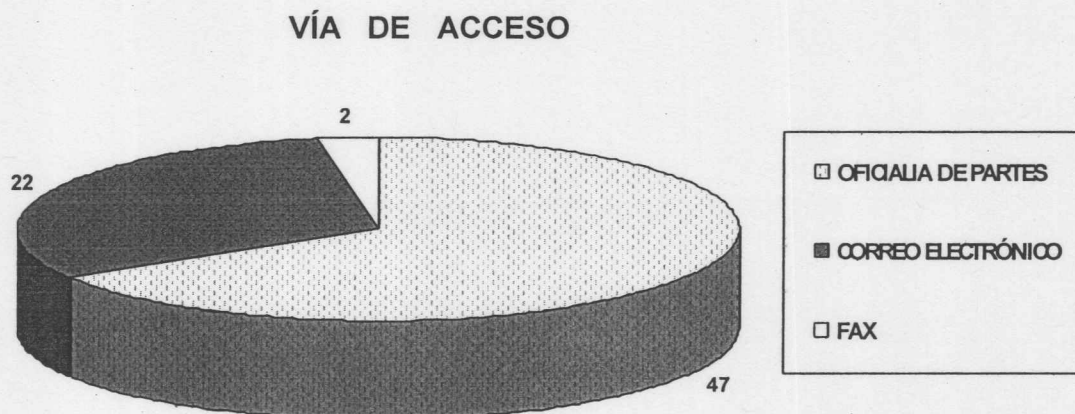 VÍA DE ACCESO
2
22
47
OFICIALIA DE PARTES
CORREO ELECTRÓNICO
FAX